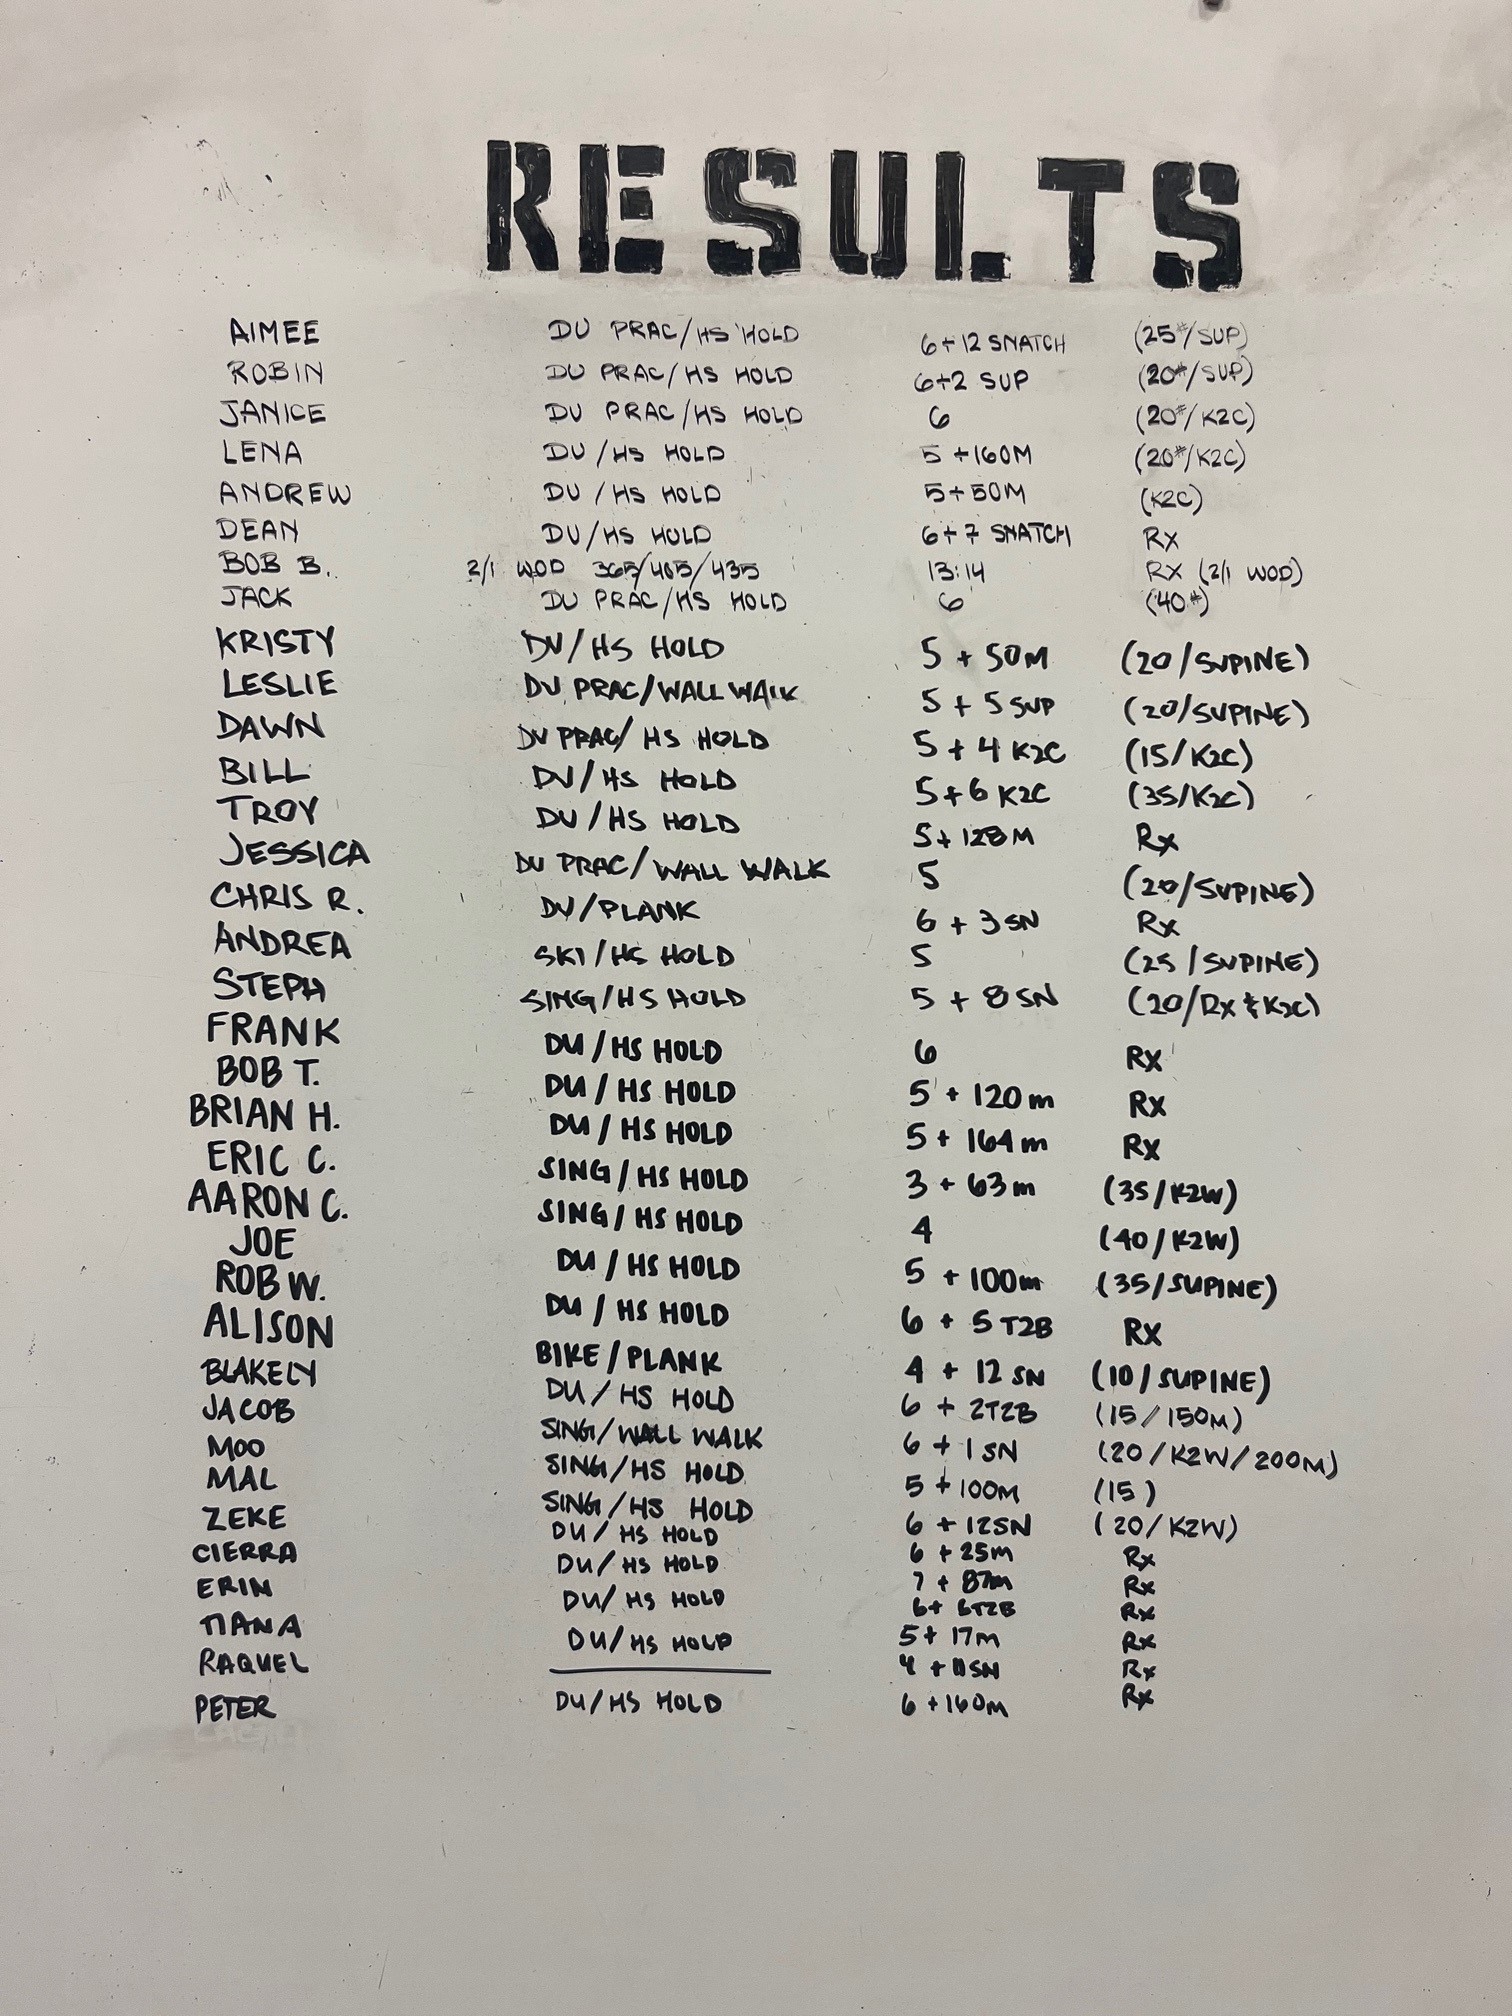 RESULTS
AIMEE DU PRAC/HS HOLD 6+12 SNATCH (25#/SUP)
ROBIN DU PRAC/HS HOLD 6+2 SUP (20#/SUP)
JANICE DU PRAC/HS HOLD 6 (20#/K2C)
LENA DU/HS HOLD 5+160M (20#/K2C)
ANDREW DU/HS HOLD 5+50M (K2C)
DEAN DU/HS HOLD 6+7 SNATCH Rx
BOB B. 2/1 WOD 365/405/435 13:14 RX (2/1 WOD)
JACK DU PRAC/HS HOLD 6 (40#)
KRISTY DU/HS HOLD 5 + 50M (20/SUPINE)
LESLIE DU PRAC/WALL WALK 5 + 5 SUP (20/SUPINE)
DAWN DU PRAC/HS HOLD 5 + 4 K2C (15/K2C)
BILL DU/HS HOLD 5+6 K2C (35/K2C)
TROY DU/HS HOLD 5+ 128M Rx
JESSICA DU PRAC/WALL WALK 5 (20/SUPINE)
CHRIS R. DU/PLANK 6 + 3 SN Rx
ANDREA SKI/HS HOLD 5 (25/SUPINE)
STEPH SING/HS HOLD 5 + 8 SN (20/Rx & K2C)
FRANK DU/HS HOLD 6 RX
BOB T. DU/HS HOLD 5 + 120m RX
BRIAN H. DU/HS HOLD 5 + 164m RX
ERIC C. SING/HS HOLD 3 + 63m (35/K2W)
AARON C. SING/HS HOLD 4 (40/K2W)
JOE DU/HS HOLD 5 + 100m (35/SUPINE)
ROB W. DU/HS HOLD 6 + 5 T2B RX
ALISON BIKE/PLANK 4 + 12 SN (10/SUPINE)
BLAKELY DU/HS HOLD 6 + 2T2B (15/150M)
JACOB SING/WALL WALK 6 + 1 SN (20/K2W/200M)
MOO SING/HS HOLD 5 + 100M (15)
MAL SING/HS HOLD 6 + 12SN (20/K2W)
ZEKE DU/HS HOLD 6 + 25m Rx
CIERRA DU/HS HOLD 7 + 87m Rx
ERIN DU/HS HOLD 6+ 6T2B Rx
TIANA DU/HS HOLD 5+ 17m Rx
RAQUEL 4 + 11SN Rx
PETER DU/HS HOLD 6 +160m Rx